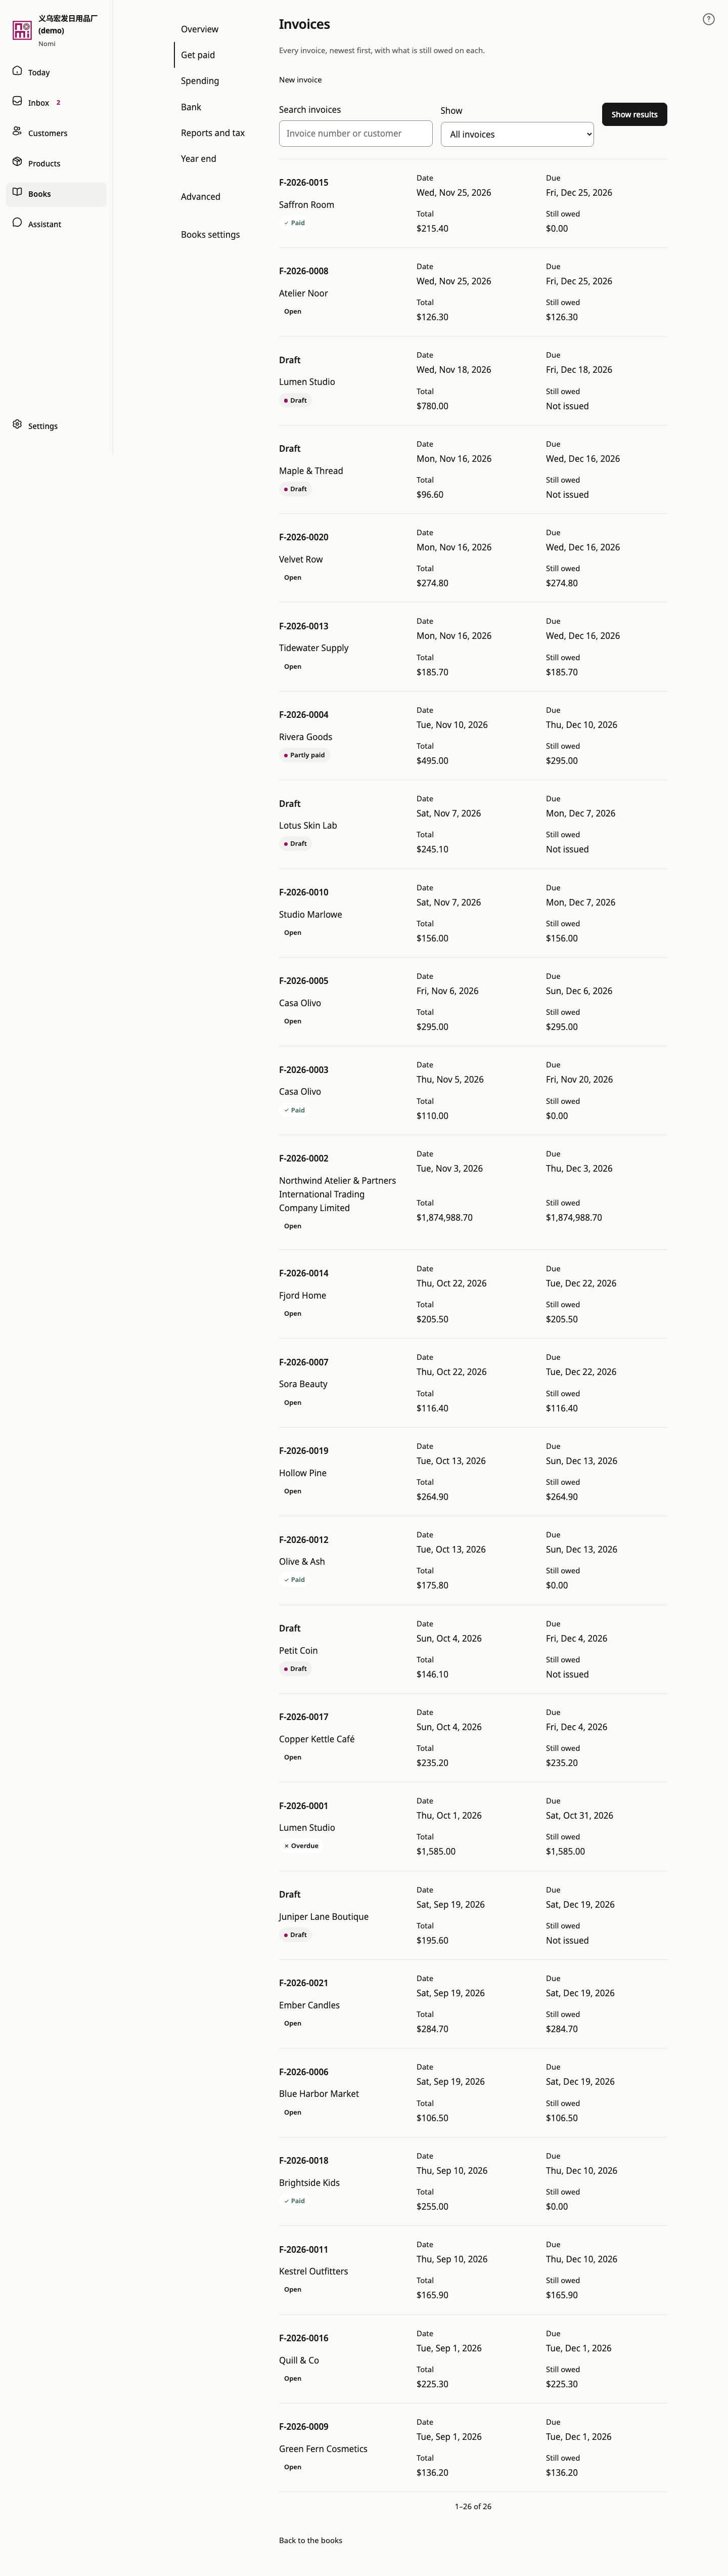 义乌宏发日用品厂
(demo)
Nomi
Today
Inbox 2
Customers
Products
Books
Assistant
Settings
Overview
Get paid
Spending
Bank
Reports and tax
Year end
Advanced
Books settings
Invoices
Every invoice, newest first, with what is still owed on each.
New invoice
Search invoices
Invoice number or customer
Show
All invoices
Show results
F-2026-0015
Saffron Room
Paid
Date
Wed, Nov 25, 2026
Due
Fri, Dec 25, 2026
Total
$215.40
Still owed
$0.00
F-2026-0008
Atelier Noor
Open
Date
Wed, Nov 25, 2026
Due
Fri, Dec 25, 2026
Total
$126.30
Still owed
$126.30
Draft
Lumen Studio
Draft
Date
Wed, Nov 18, 2026
Due
Fri, Dec 18, 2026
Total
$780.00
Still owed
Not issued
Draft
Maple & Thread
Draft
Date
Mon, Nov 16, 2026
Due
Wed, Dec 16, 2026
Total
$96.60
Still owed
Not issued
F-2026-0020
Velvet Row
Open
Date
Mon, Nov 16, 2026
Due
Wed, Dec 16, 2026
Total
$274.80
Still owed
$274.80
F-2026-0013
Tidewater Supply
Open
Date
Mon, Nov 16, 2026
Due
Wed, Dec 16, 2026
Total
$185.70
Still owed
$185.70
F-2026-0004
Rivera Goods
Partly paid
Date
Tue, Nov 10, 2026
Due
Thu, Dec 10, 2026
Total
$495.00
Still owed
$295.00
Draft
Lotus Skin Lab
Draft
Date
Sat, Nov 7, 2026
Due
Mon, Dec 7, 2026
Total
$245.10
Still owed
Not issued
F-2026-0010
Studio Marlowe
Open
Date
Sat, Nov 7, 2026
Due
Mon, Dec 7, 2026
Total
$156.00
Still owed
$156.00
F-2026-0005
Casa Olivo
Open
Date
Fri, Nov 6, 2026
Due
Sun, Dec 6, 2026
Total
$295.00
Still owed
$295.00
F-2026-0003
Casa Olivo
Paid
Date
Thu, Nov 5, 2026
Due
Fri, Nov 20, 2026
Total
$110.00
Still owed
$0.00
F-2026-0002
Northwind Atelier & Partners
International Trading
Company Limited
Open
Date
Tue, Nov 3, 2026
Due
Thu, Dec 3, 2026
Total
$1,874,988.70
Still owed
$1,874,988.70
F-2026-0014
Fjord Home
Open
Date
Thu, Oct 22, 2026
Due
Tue, Dec 22, 2026
Total
$205.50
Still owed
$205.50
F-2026-0007
Sora Beauty
Open
Date
Thu, Oct 22, 2026
Due
Tue, Dec 22, 2026
Total
$116.40
Still owed
$116.40
F-2026-0019
Hollow Pine
Open
Date
Tue, Oct 13, 2026
Due
Sun, Dec 13, 2026
Total
$264.90
Still owed
$264.90
F-2026-0012
Olive & Ash
Paid
Date
Tue, Oct 13, 2026
Due
Sun, Dec 13, 2026
Total
$175.80
Still owed
$0.00
Draft
Petit Coin
Draft
Date
Sun, Oct 4, 2026
Due
Fri, Dec 4, 2026
Total
$146.10
Still owed
Not issued
F-2026-0017
Copper Kettle Café
Open
Date
Sun, Oct 4, 2026
Due
Fri, Dec 4, 2026
Total
$235.20
Still owed
$235.20
F-2026-0001
Lumen Studio
Overdue
Date
Thu, Oct 1, 2026
Due
Sat, Oct 31, 2026
Total
$1,585.00
Still owed
$1,585.00
Draft
Juniper Lane Boutique
Draft
Date
Sat, Sep 19, 2026
Due
Sat, Dec 19, 2026
Total
$195.60
Still owed
Not issued
F-2026-0021
Ember Candles
Open
Date
Sat, Sep 19, 2026
Due
Sat, Dec 19, 2026
Total
$284.70
Still owed
$284.70
F-2026-0006
Blue Harbor Market
Open
Date
Sat, Sep 19, 2026
Due
Sat, Dec 19, 2026
Total
$106.50
Still owed
$106.50
F-2026-0018
Brightside Kids
Paid
Date
Thu, Sep 10, 2026
Due
Thu, Dec 10, 2026
Total
$255.00
Still owed
$0.00
F-2026-0011
Kestrel Outfitters
Open
Date
Thu, Sep 10, 2026
Due
Thu, Dec 10, 2026
Total
$165.90
Still owed
$165.90
F-2026-0016
Quill & Co
Open
Date
Tue, Sep 1, 2026
Due
Tue, Dec 1, 2026
Total
$225.30
Still owed
$225.30
F-2026-0009
Green Fern Cosmetics
Open
Date
Tue, Sep 1, 2026
Due
Tue, Dec 1, 2026
Total
$136.20
Still owed
$136.20
1–26 of 26
Back to the books